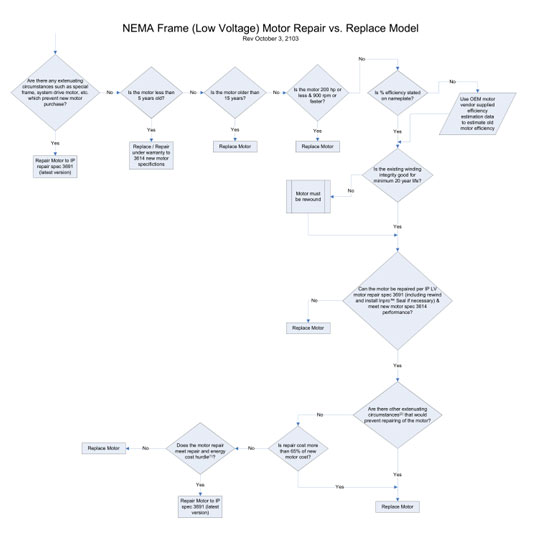 NEMA Frame (Low Voltage) Motor Repair vs. Replace Model
Rev October 3, 2103
Are there any extenuating
circumstances such as special
frame, system drive motor, etc.
which prevent new motor
purchase?
No
Is the motor less than
5 years old?
No
Is the motor older than
15 years?
No
Is the motor 200 hp or
less & 900 rpm or
faster?
No
Is % efficiency stated
on nameplate?
No
Use OEM motor
vendor supplied
efficiency
estimation data
to estimate old
motor efficiency
Yes
Yes
Yes
Yes
Yes
Repair Motor to IP
repair spec 3691
(latest version)
Replace / Repair
under warranty to
3614 new motor
specifictions
Replace Motor
Replace Motor
Is the existing winding
integrity good for
minimum 20 year life?
No
Motor must
be rewound
Yes
Can the motor be repaired per IP LV
motor repair spec 3691 (including rewind
and install Inpro™ Seal if necessary) &
meet new motor spec 3614
performance?
No
Replace Motor
Yes
Are there other extenuating
circumstances that would
prevent repairing of the motor?
No
Is repair cost more
than 65% of new
motor cost?
No
Does the motor repair
meet repair and energy
cost hurdle
No
Replace Motor
Yes
Yes
Yes
Repair Motor to IP
spec 3691 (latest
version)
Replace Motor